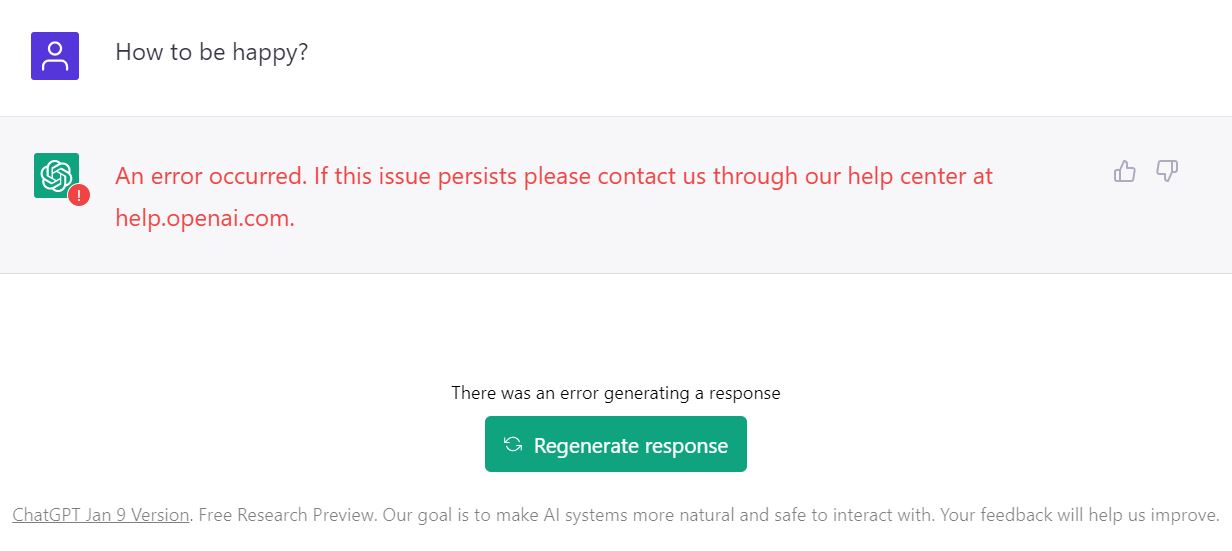 How to be happy?
An error occurred. If this issue persists please contact us through our help center at
help.openai.com.
There was an error generating a response
Regenerate response
ChatGPT Jan 9 Version. Free Research Preview. Our goal is to make AI systems more natural and safe to interact with. Your feedback will help us improve.